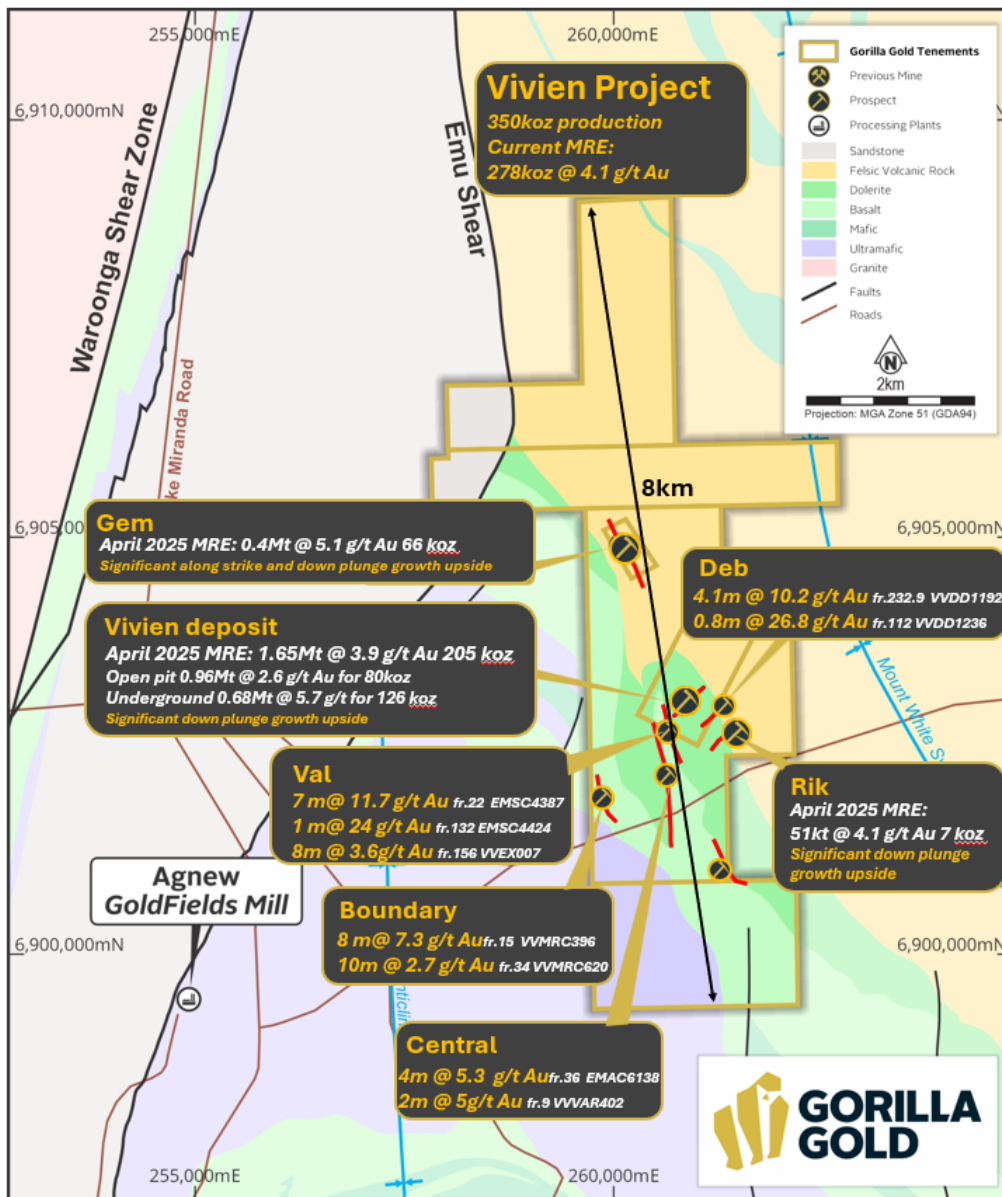 255,000mE
260,000mE
6,910,000mN
Waroonga Shear Zone
Emu Shear
Vivien Project
350koz production
Current MRE:
278koz @ 4.1 g/t Au
Gorilla Gold Tenements
Previous Mine
Prospect
Processing Plants
Sandstone
Felsic Volcanic Rock
Dolerite
Basalt
Mafic
Ultramafic
Granite
Faults
Roads
N
2km
Projection: MGA Zone 51 (GDA94)
ke Miranda Road
8km
6,905,00
6,905,000mN
Gem
April 2025 MRE: 0.4Mt @ 5.1 g/t Au 66 koz
Significant along strike and down plunge growth upside
Deb
4.1m @ 10.2 g/t Au fr.232.9 VVDD1192
0.8m @ 26.8 g/t Au fr.112 VVDD1236
Vivien deposit
April 2025 MRE: 1.65Mt @ 3.9 g/t Au 205 koz
Open pit 0.96Mt @ 2.6 g/t Au for 80koz
Underground 0.68Mt @ 5.7 g/t for 126 koz
Significant down plunge growth upside
Mount White Sy
Val
7 m@ 11.7 g/t Au fr.22 EMSC4387
1 m@ 24 g/t Au fr.132 EMSC4424
8m @ 3.6g/t Au fr.156 VVEX007
Rik
April 2025 MRE:
51kt @ 4.1 g/t Au 7 koz
Significant down plunge
growth upside
Agnew
GoldFields Mill
Boundary
8 m@ 7.3 g/t Au fr.15 VVMRC396
10m @ 2.7 g/t Au fr.34 VVMRC620
6,900,000mN
6,900,000mN
nticlin
Central
4m @ 5.3 g/t Au fr.36 EMAC6138
2m @ 5g/t Au fr.9 VVVAR402
GORILLA
GOLD
255,000mE
260,000mE